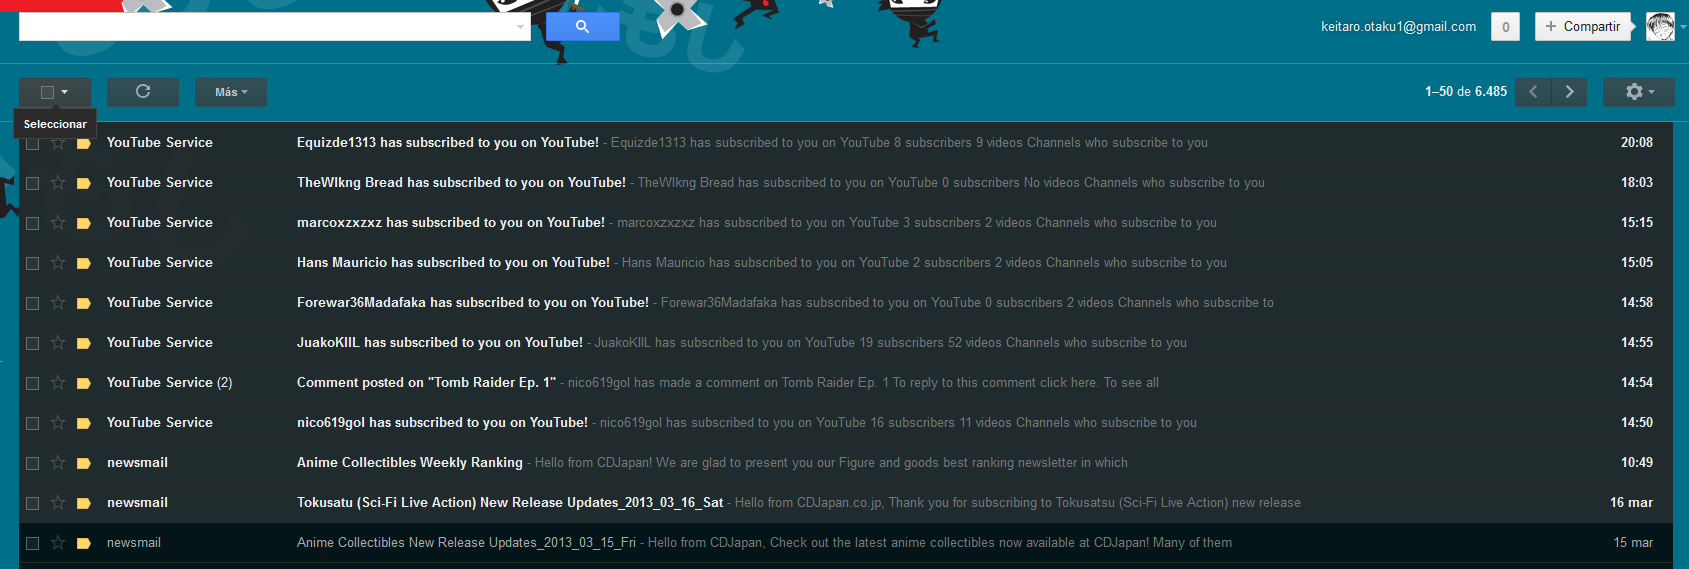 keitaro.otaku1@gmail.com 0 + Compartir
Más 1–50 de 6.485
Seleccionar
YouTube Service Equizde1313 has subscribed to you on YouTube! - Equizde1313 has subscribed to you on YouTube 8 subscribers 9 videos Channels who subscribe to you 20:08
YouTube Service TheWlkng Bread has subscribed to you on YouTube! - TheWlkng Bread has subscribed to you on YouTube 0 subscribers No videos Channels who subscribe to you 18:03
YouTube Service marcoxzxzxz has subscribed to you on YouTube! - marcoxzxzxz has subscribed to you on YouTube 3 subscribers 2 videos Channels who subscribe to you 15:15
YouTube Service Hans Mauricio has subscribed to you on YouTube! - Hans Mauricio has subscribed to you on YouTube 2 subscribers 2 videos Channels who subscribe to you 15:05
YouTube Service Forewar36Madafaka has subscribed to you on YouTube! - Forewar36Madafaka has subscribed to you on YouTube 0 subscribers 2 videos Channels who subscribe to 14:58
YouTube Service JuakoKIlL has subscribed to you on YouTube! - JuakoKIlL has subscribed to you on YouTube 19 subscribers 52 videos Channels who subscribe to you 14:55
YouTube Service (2) Comment posted on "Tomb Raider Ep. 1" - nico619gol has made a comment on Tomb Raider Ep. 1 To reply to this comment click here. To see all 14:54
YouTube Service nico619gol has subscribed to you on YouTube! - nico619gol has subscribed to you on YouTube 16 subscribers 11 videos Channels who subscribe to you 14:50
newsmail Anime Collectibles Weekly Ranking - Hello from CDJapan! We are glad to present you our Figure and goods best ranking newsletter in which 10:49
newsmail Tokusatu (Sci-Fi Live Action) New Release Updates_2013_03_16_Sat - Hello from CDJapan.co.jp, Thank you for subscribing to Tokusatsu (Sci-Fi Live Action) new release 16 mar
newsmail Anime Collectibles New Release Updates_2013_03_15_Fri - Hello from CDJapan, Check out the latest anime collectibles now available at CDJapan! Many of them 15 mar